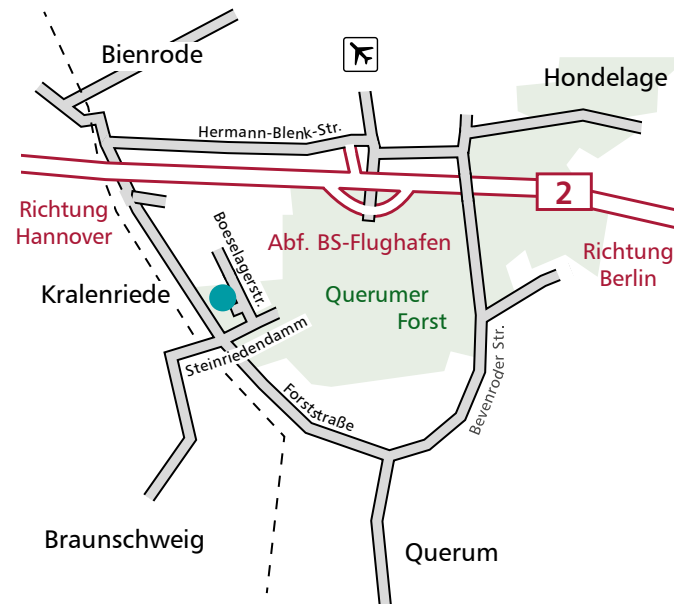 Bienrode
Hondelage
Hermann-Blenk-Str.
2
Richtung
Hannover
Boeselagerstr.
Abf. BS-Flughafen
Richtung
Berlin
Kralenriede
Querumer
Forst
Steinriedendamm
Forststraße
Bevenroder Str.
Braunschweig
Querum